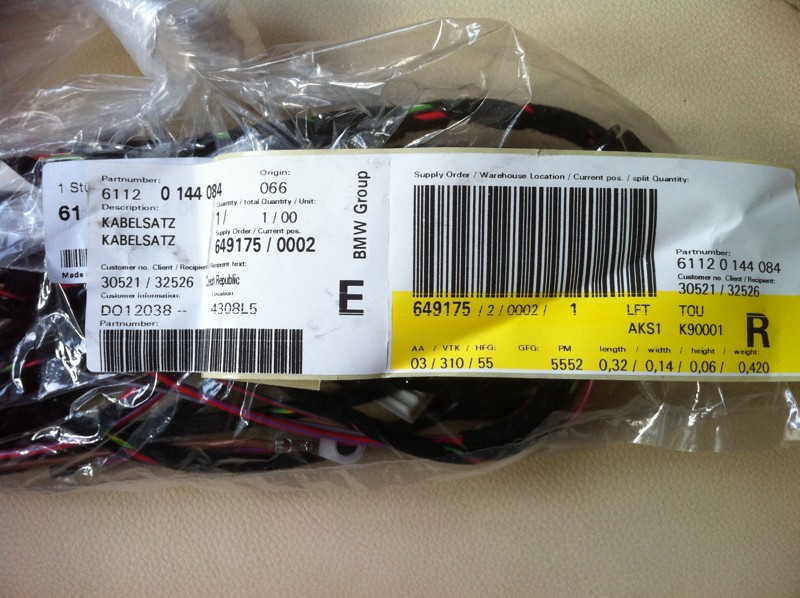 1 Stü
61
Made
Partnumber:
6112 0 144 084
Origin:
066
Description:
KABELSATZ
KABELSATZ
Quantity / total Quantity / Unit:
1/ 1/00
Supply Order / Current pos.
649175/0002
Customer no. Client / Recipient
Recipient text:
30521 / 32526
Czech Republic
Customer Information:
Location:
DO12038 --
4308L5
Partnumber:
BMW Group
E
Supply Order / Warehouse Location / Current pos. / split Quantity:
Partnumber:
6112 0 144 084
Customer no. Client / Recipient:
30521 / 32526
649175 / 2 / 0002 / 1 LFT TOU
AKS1 K90001
R
AA / VTK / HFG: GFG: PM length / width / height / weight:
03 / 310 / 55 5552 0,32 / 0,14 / 0,06 / 0,420